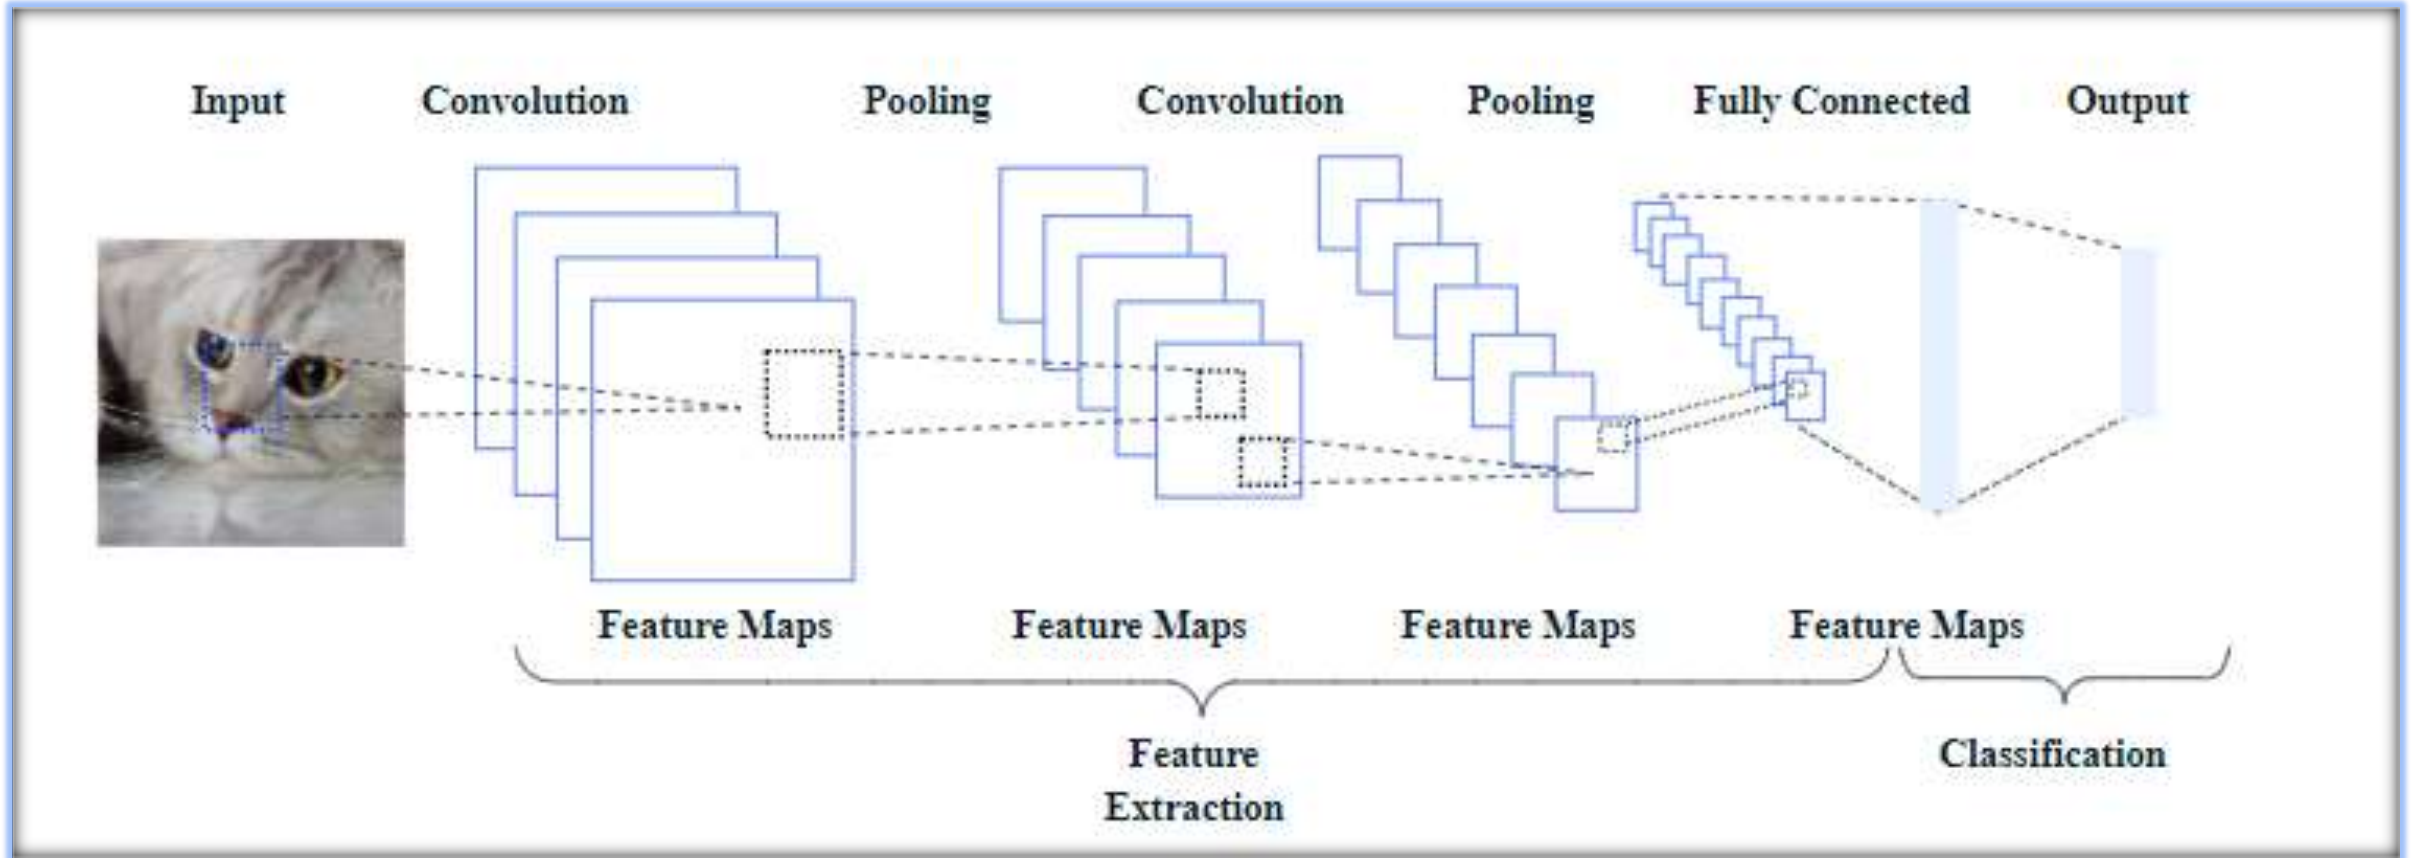 Input
Convolution
Pooling
Convolution
Pooling
Fully Connected
Output
Feature Maps
Feature Maps
Feature Maps
Feature Maps
Feature
Extraction
Classification